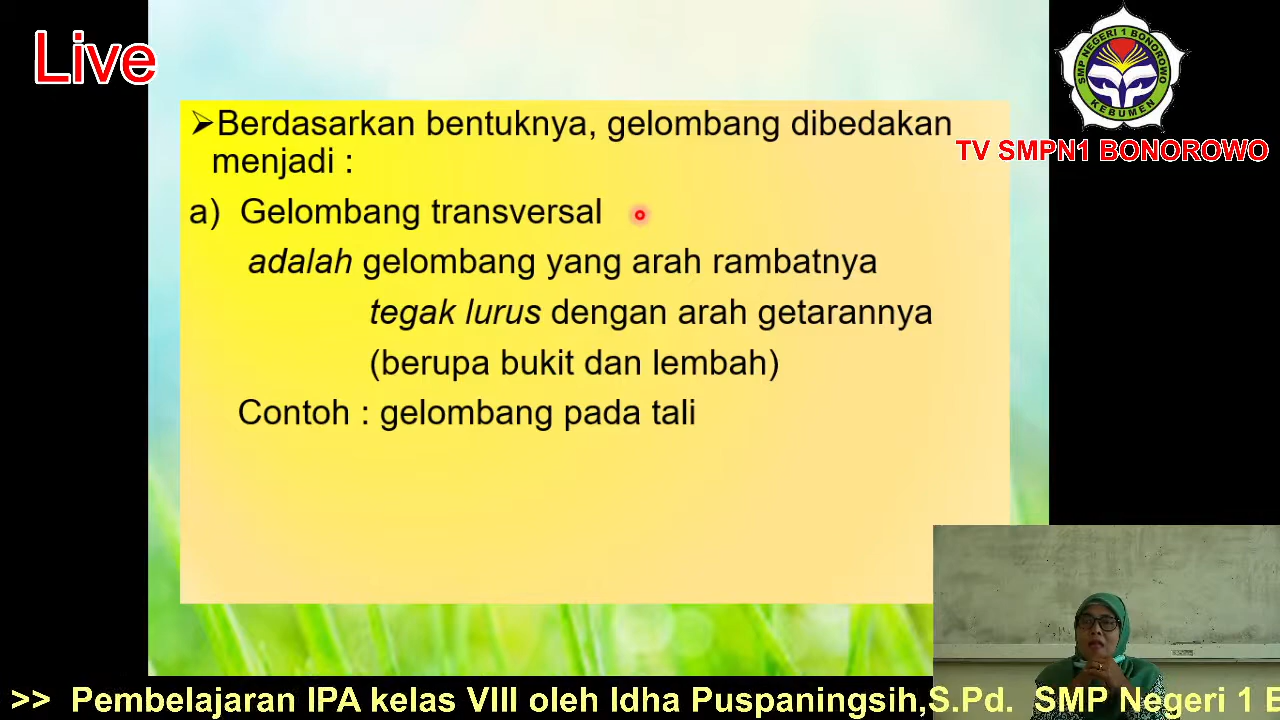 Live
SMP NEGERI 1 BONOROWO
KEBUMEN
TV SMPN1 BONOROWO
➢Berdasarkan bentuknya, gelombang dibedakan
menjadi :
a) Gelombang transversal
adalah gelombang yang arah rambatnya
tegak lurus dengan arah getarannya
(berupa bukit dan lembah)
Contoh : gelombang pada tali
>> Pembelajaran IPA kelas VIII oleh Idha Puspaningsih,S.Pd. SMP Negeri 1